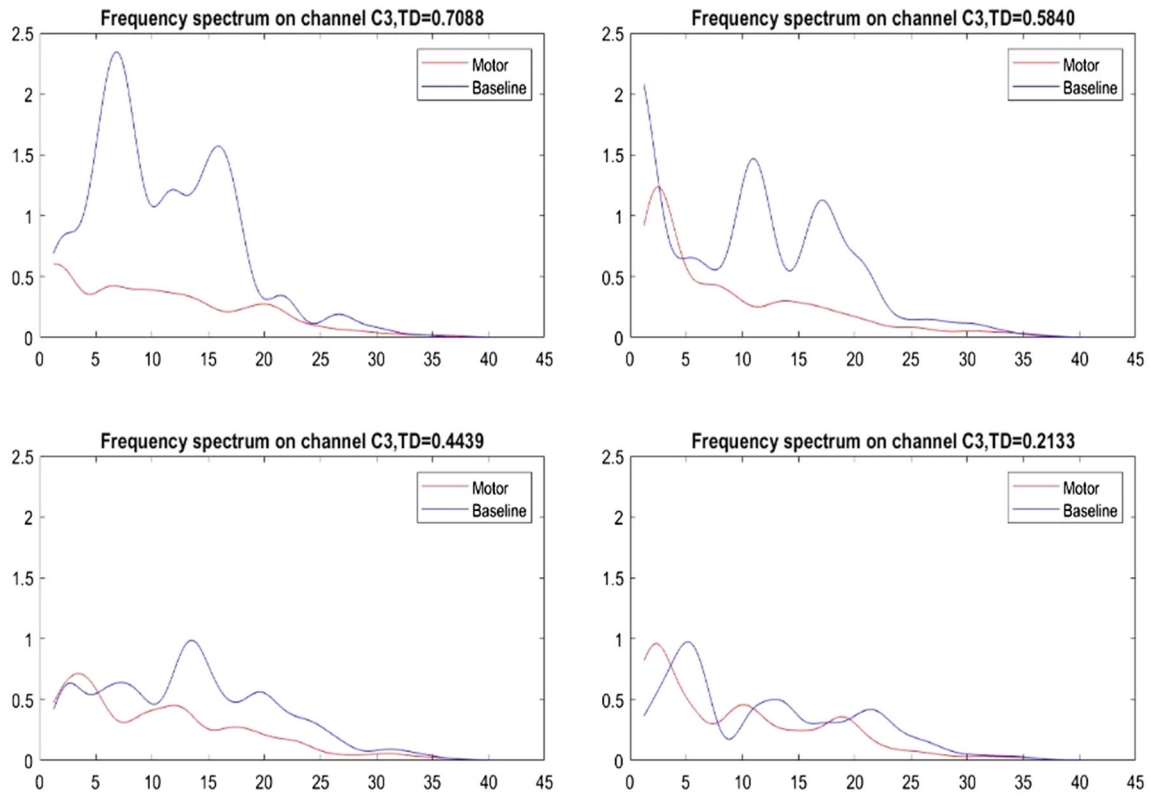 Frequency spectrum on channel C3,TD=0.7088
2.5
2
1.5
1
0.5
0
0 5 10 15 20 25 30 35 40 45
Motor
Baseline
Frequency spectrum on channel C3,TD=0.5840
2.5
2
1.5
1
0.5
0
0 5 10 15 20 25 30 35 40 45
Motor
Baseline
Frequency spectrum on channel C3,TD=0.4439
2.5
2
1.5
1
0.5
0
0 5 10 15 20 25 30 35 40 45
Motor
Baseline
Frequency spectrum on channel C3,TD=0.2133
2.5
2
1.5
1
0.5
0
0 5 10 15 20 25 30 35 40 45
Motor
Baseline